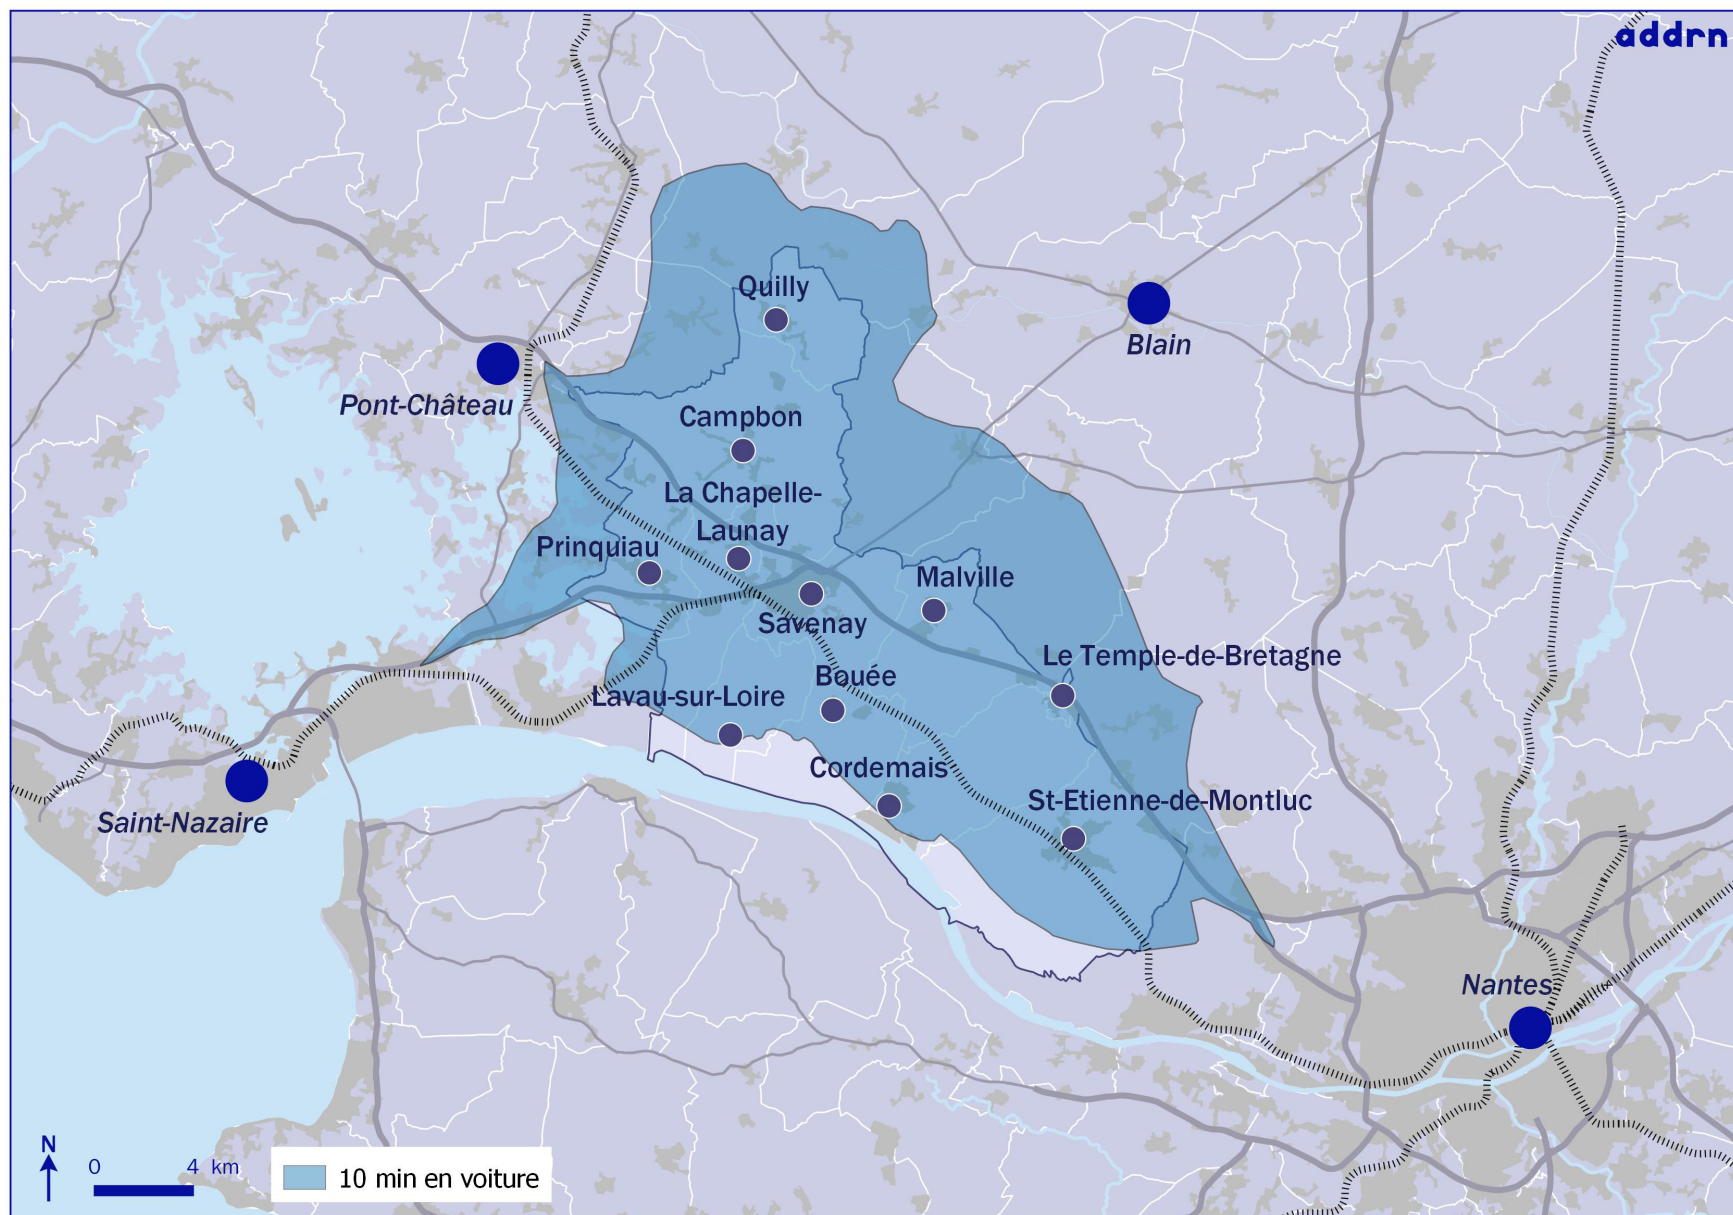 addrn
Quilly
Blain
Pont-Château
Campbon
La Chapelle-
Launay
Prinquiau
Malville
Savenay
Le Temple-de-Bretagne
Bouée
Lavau-sur-Loire
Cordemais
St-Etienne-de-Montluc
Saint-Nazaire
Nantes
N
0 4 km
10 min en voiture